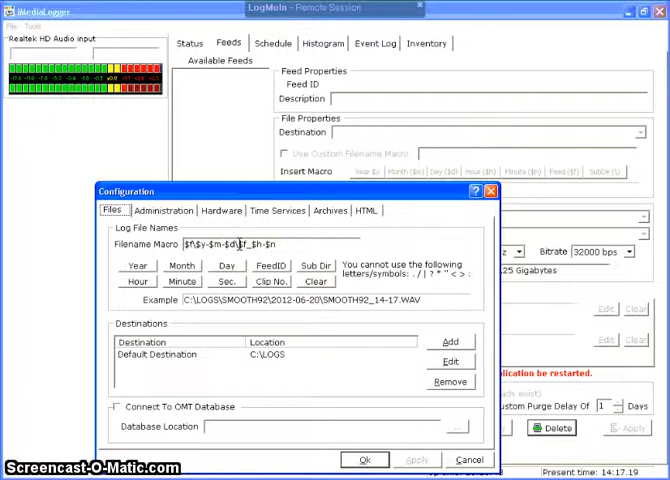 iMediaLogger
LogMeIn - Remote Session
File Tools
Realtek HD Audio input
Status Feeds Schedule Histogram Event Log Inventory
Available Feeds
Feed Properties
Feed ID
Description
File Properties
Destination
Use Custom Filename Macro
Insert Macro Year $y Month ($m) Day ($d) Hour ($h) Minute ($n) Feed ($f) SubDir (\)
Configuration
Files Administration Hardware Time Services Archives HTML
Log File Names
Filename Macro $f\$y-$m-$d\$f_$h-$n
Year Month Day FeedID Sub Dir
You cannot use the following
letters/symbols: . / | ? * " < > :
Hour Minute Sec. Clip No. Clear
Example C:\LOGS\SMOOTH92\2012-06-20\SMOOTH92_14-17.WAV
Bitrate 32000 bps
.25 Gigabytes
Edit Clear
Destinations
Destination Location
Default Destination C:\LOGS
Add
Edit
Remove
Edit Clear
plication be restarted.
dy exist)
ustom Purge Delay Of 1 Days
Connect To OMT Database
Database Location ...
Delete Apply
Ok Apply Cancel
Screencast-O-Matic.com
Present time: 14:17.19